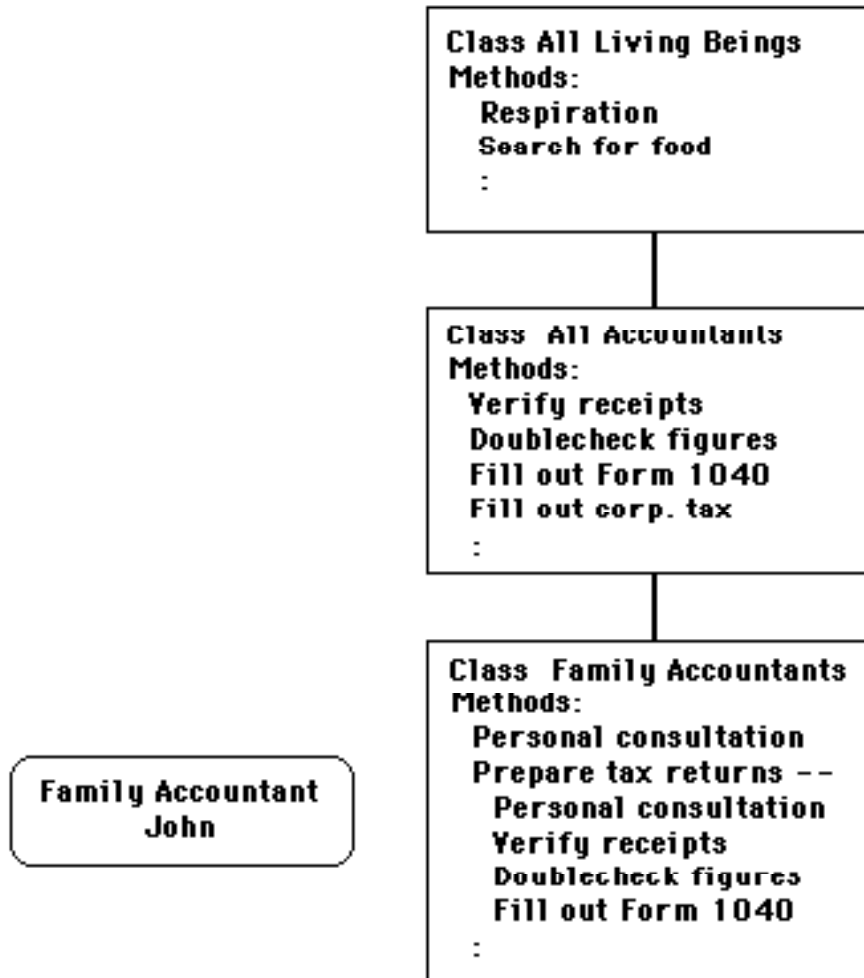 Class All Living Beings
Methods:
Respiration
Search for food
:
Class All Accountants
Methods:
Verify receipts
Doublecheck figures
Fill out Form 1040
Fill out corp. tax
:
Class Family Accountants
Methods:
Personal consultation
Prepare tax returns --
Personal consultation
Verify receipts
Doublecheck figures
Fill out Form 1040
:
Family Accountant
John